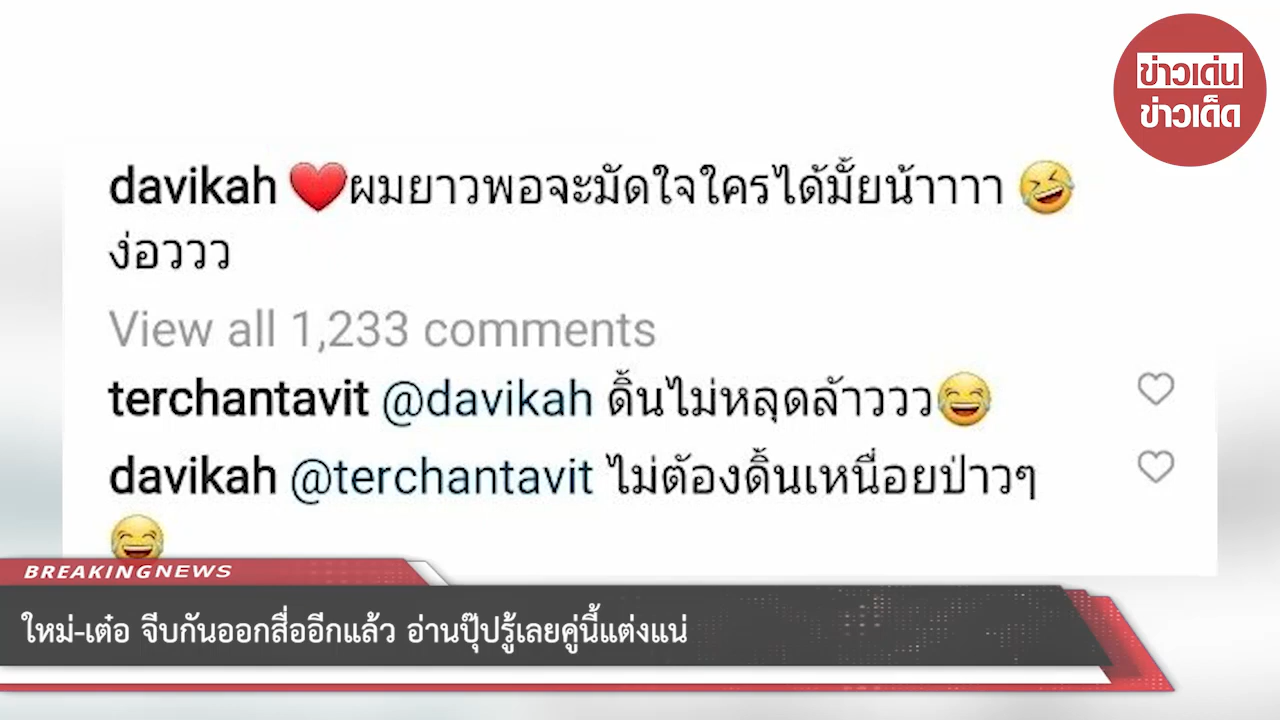 ข่าวเด่น
ข่าวเด็ด
davikah ❤️ผมยาวพอจะมัดใจใครได้มั้ยน้าาาา 🤣
ง่อววว
View all 1,233 comments
terchantavit @davikah ดิ้นไม่หลุดล้าววว😂
davikah @terchantavit ไม่ต้องดิ้นเหนื่อยป่าวๆ
😂
BREAKING NEWS
ใหม่-เต๋อ จีบกันออกสื่ออีกแล้ว อ่านปุ๊ปรู้เลยคู่นี้แต่งแน่